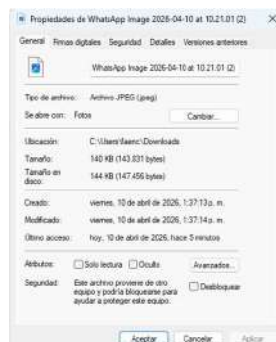 Propiedades de WhatsApp Image 2026-04-10 at 10.21.01 (2)
General Firmas digitales Seguridad Detalles Versiones anteriores
WhatsApp Image 2026-04-10 at 10.21.01 (2)
Tipo de archivo: Archivo JPEG (.jpeg)
Se abre con: Fotos Cambiar...
Ubicación: C:\Users\faenc\Downloads
Tamaño: 140 KB (143.831 bytes)
Tamaño en
disco: 144 KB (147.456 bytes)
Creado: viernes, 10 de abril de 2026, 1:37:13 p. m.
Modificado: viernes, 10 de abril de 2026, 1:37:14 p. m.
Último acceso: hoy, 10 de abril de 2026, hace 5 minutos
Atributos: Solo lectura Oculto Avanzados...
Seguridad: Este archivo proviene de otro
equipo y podría bloquearse para
ayudar a proteger este equipo. Desbloquear
Aceptar Cancelar Aplicar